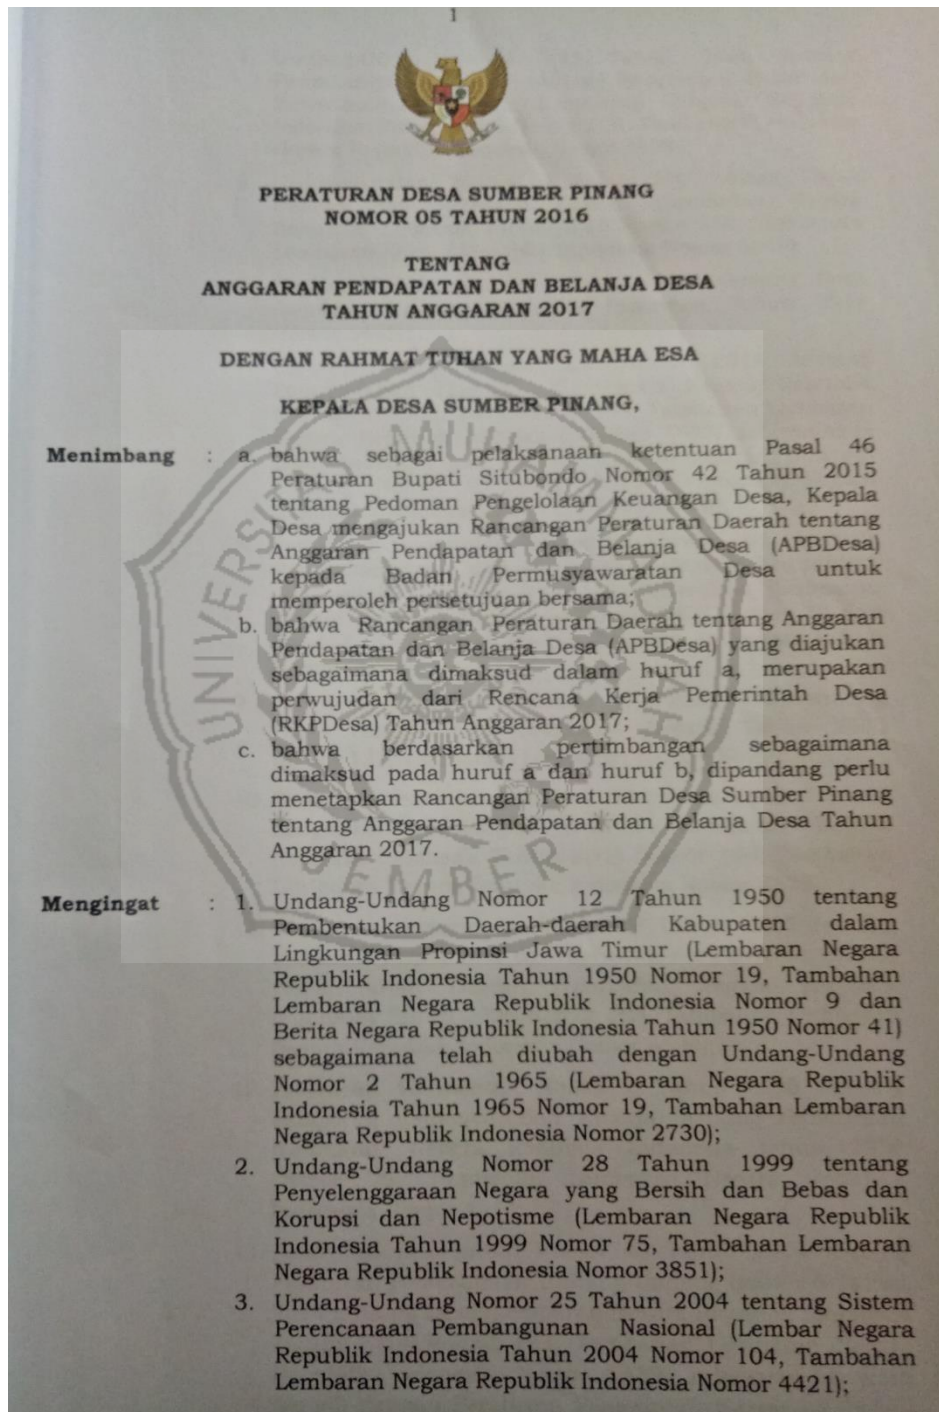 1
PERATURAN DESA SUMBER PINANG
NOMOR 05 TAHUN 2016
TENTANG
ANGGARAN PENDAPATAN DAN BELANJA DESA
TAHUN ANGGARAN 2017
DENGAN RAHMAT TUHAN YANG MAHA ESA
KEPALA DESA SUMBER PINANG,
Menimbang : a. bahwa sebagai pelaksanaan ketentuan Pasal 46
Peraturan Bupati Situbondo Nomor 42 Tahun 2015
tentang Pedoman Pengelolaan Keuangan Desa, Kepala
Desa mengajukan Rancangan Peraturan Daerah tentang
Anggaran Pendapatan dan Belanja Desa (APBDesa)
kepada Badan Permusyawaratan Desa untuk
memperoleh persetujuan bersama;
b. bahwa Rancangan Peraturan Daerah tentang Anggaran
Pendapatan dan Belanja Desa (APBDesa) yang diajukan
sebagaimana dimaksud dalam huruf a, merupakan
perwujudan dari Rencana Kerja Pemerintah Desa
(RKPDesa) Tahun Anggaran 2017;
c. bahwa berdasarkan pertimbangan sebagaimana
dimaksud pada huruf a dan huruf b, dipandang perlu
menetapkan Rancangan Peraturan Desa Sumber Pinang
tentang Anggaran Pendapatan dan Belanja Desa Tahun
Anggaran 2017.
Mengingat : 1. Undang-Undang Nomor 12 Tahun 1950 tentang
Pembentukan Daerah-daerah Kabupaten dalam
Lingkungan Propinsi Jawa Timur (Lembaran Negara
Republik Indonesia Tahun 1950 Nomor 19, Tambahan
Lembaran Negara Republik Indonesia Nomor 9 dan
Berita Negara Republik Indonesia Tahun 1950 Nomor 41)
sebagaimana telah diubah dengan Undang-Undang
Nomor 2 Tahun 1965 (Lembaran Negara Republik
Indonesia Tahun 1965 Nomor 19, Tambahan Lembaran
Negara Republik Indonesia Nomor 2730);
2. Undang-Undang Nomor 28 Tahun 1999 tentang
Penyelenggaraan Negara yang Bersih dan Bebas dan
Korupsi dan Nepotisme (Lembaran Negara Republik
Indonesia Tahun 1999 Nomor 75, Tambahan Lembaran
Negara Republik Indonesia Nomor 3851);
3. Undang-Undang Nomor 25 Tahun 2004 tentang Sistem
Perencanaan Pembangunan Nasional (Lembar Negara
Republik Indonesia Tahun 2004 Nomor 104, Tambahan
Lembaran Negara Republik Indonesia Nomor 4421);
UNIVERSITAS MUHAMMADIYAH
JEMBER